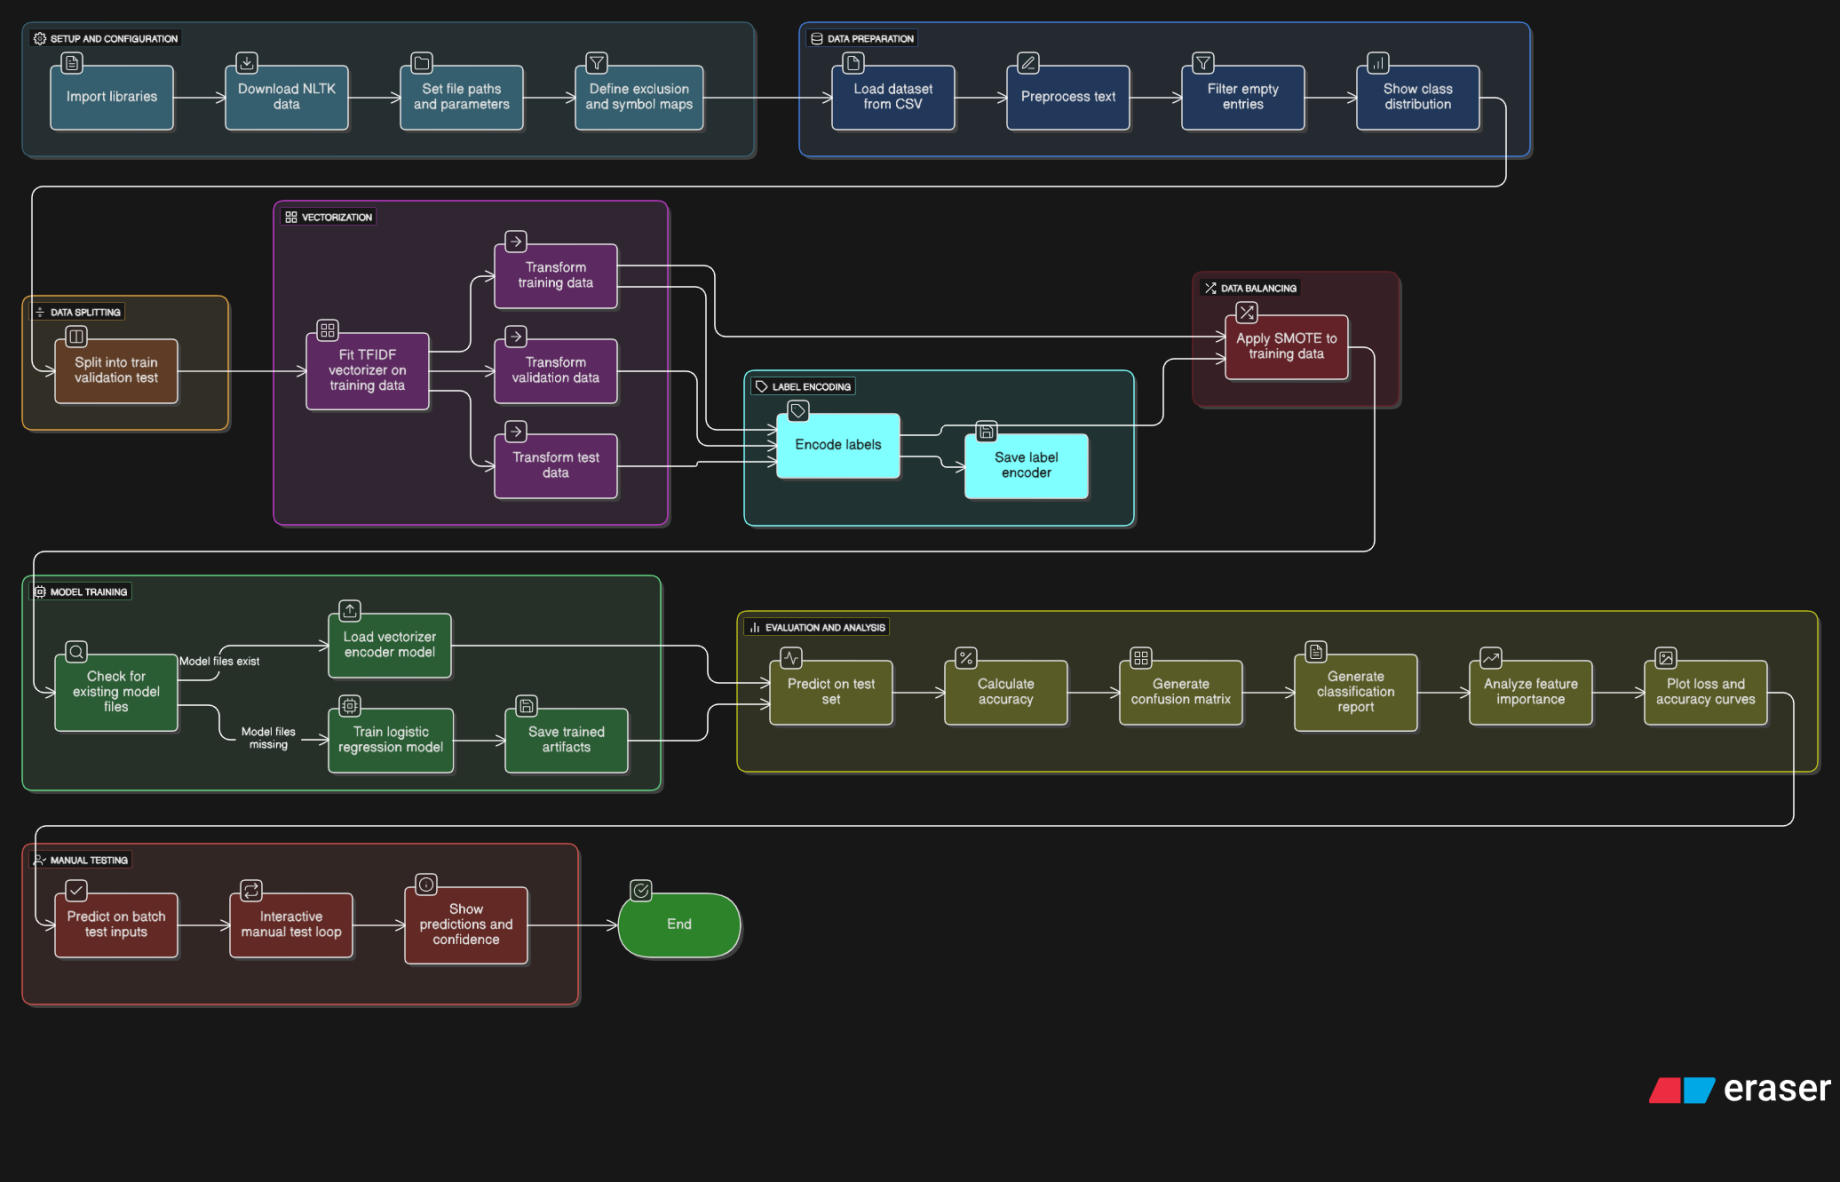 SETUP AND CONFIGURATION
Import libraries
Download NLTK
data
Set file paths
and parameters
Define exclusion
and symbol maps
DATA PREPARATION
Load dataset
from CSV
Preprocess text
Filter empty
entries
Show class
distribution
DATA SPLITTING
Split into train
validation test
VECTORIZATION
Fit TFIDF
vectorizer on
training data
Transform
training data
Transform
validation data
Transform test
data
LABEL ENCODING
Encode labels
Save label
encoder
DATA BALANCING
Apply SMOTE to
training data
MODEL TRAINING
Check for
existing model
files
Model files exist
Model files
missing
Load vectorizer
encoder model
Train logistic
regression model
Save trained
artifacts
EVALUATION AND ANALYSIS
Predict on test
set
Calculate
accuracy
Generate
confusion matrix
Generate
classification
report
Analyze feature
importance
Plot loss and
accuracy curves
MANUAL TESTING
Predict on batch
test inputs
Interactive
manual test loop
Show
predictions and
confidence
End
eraser